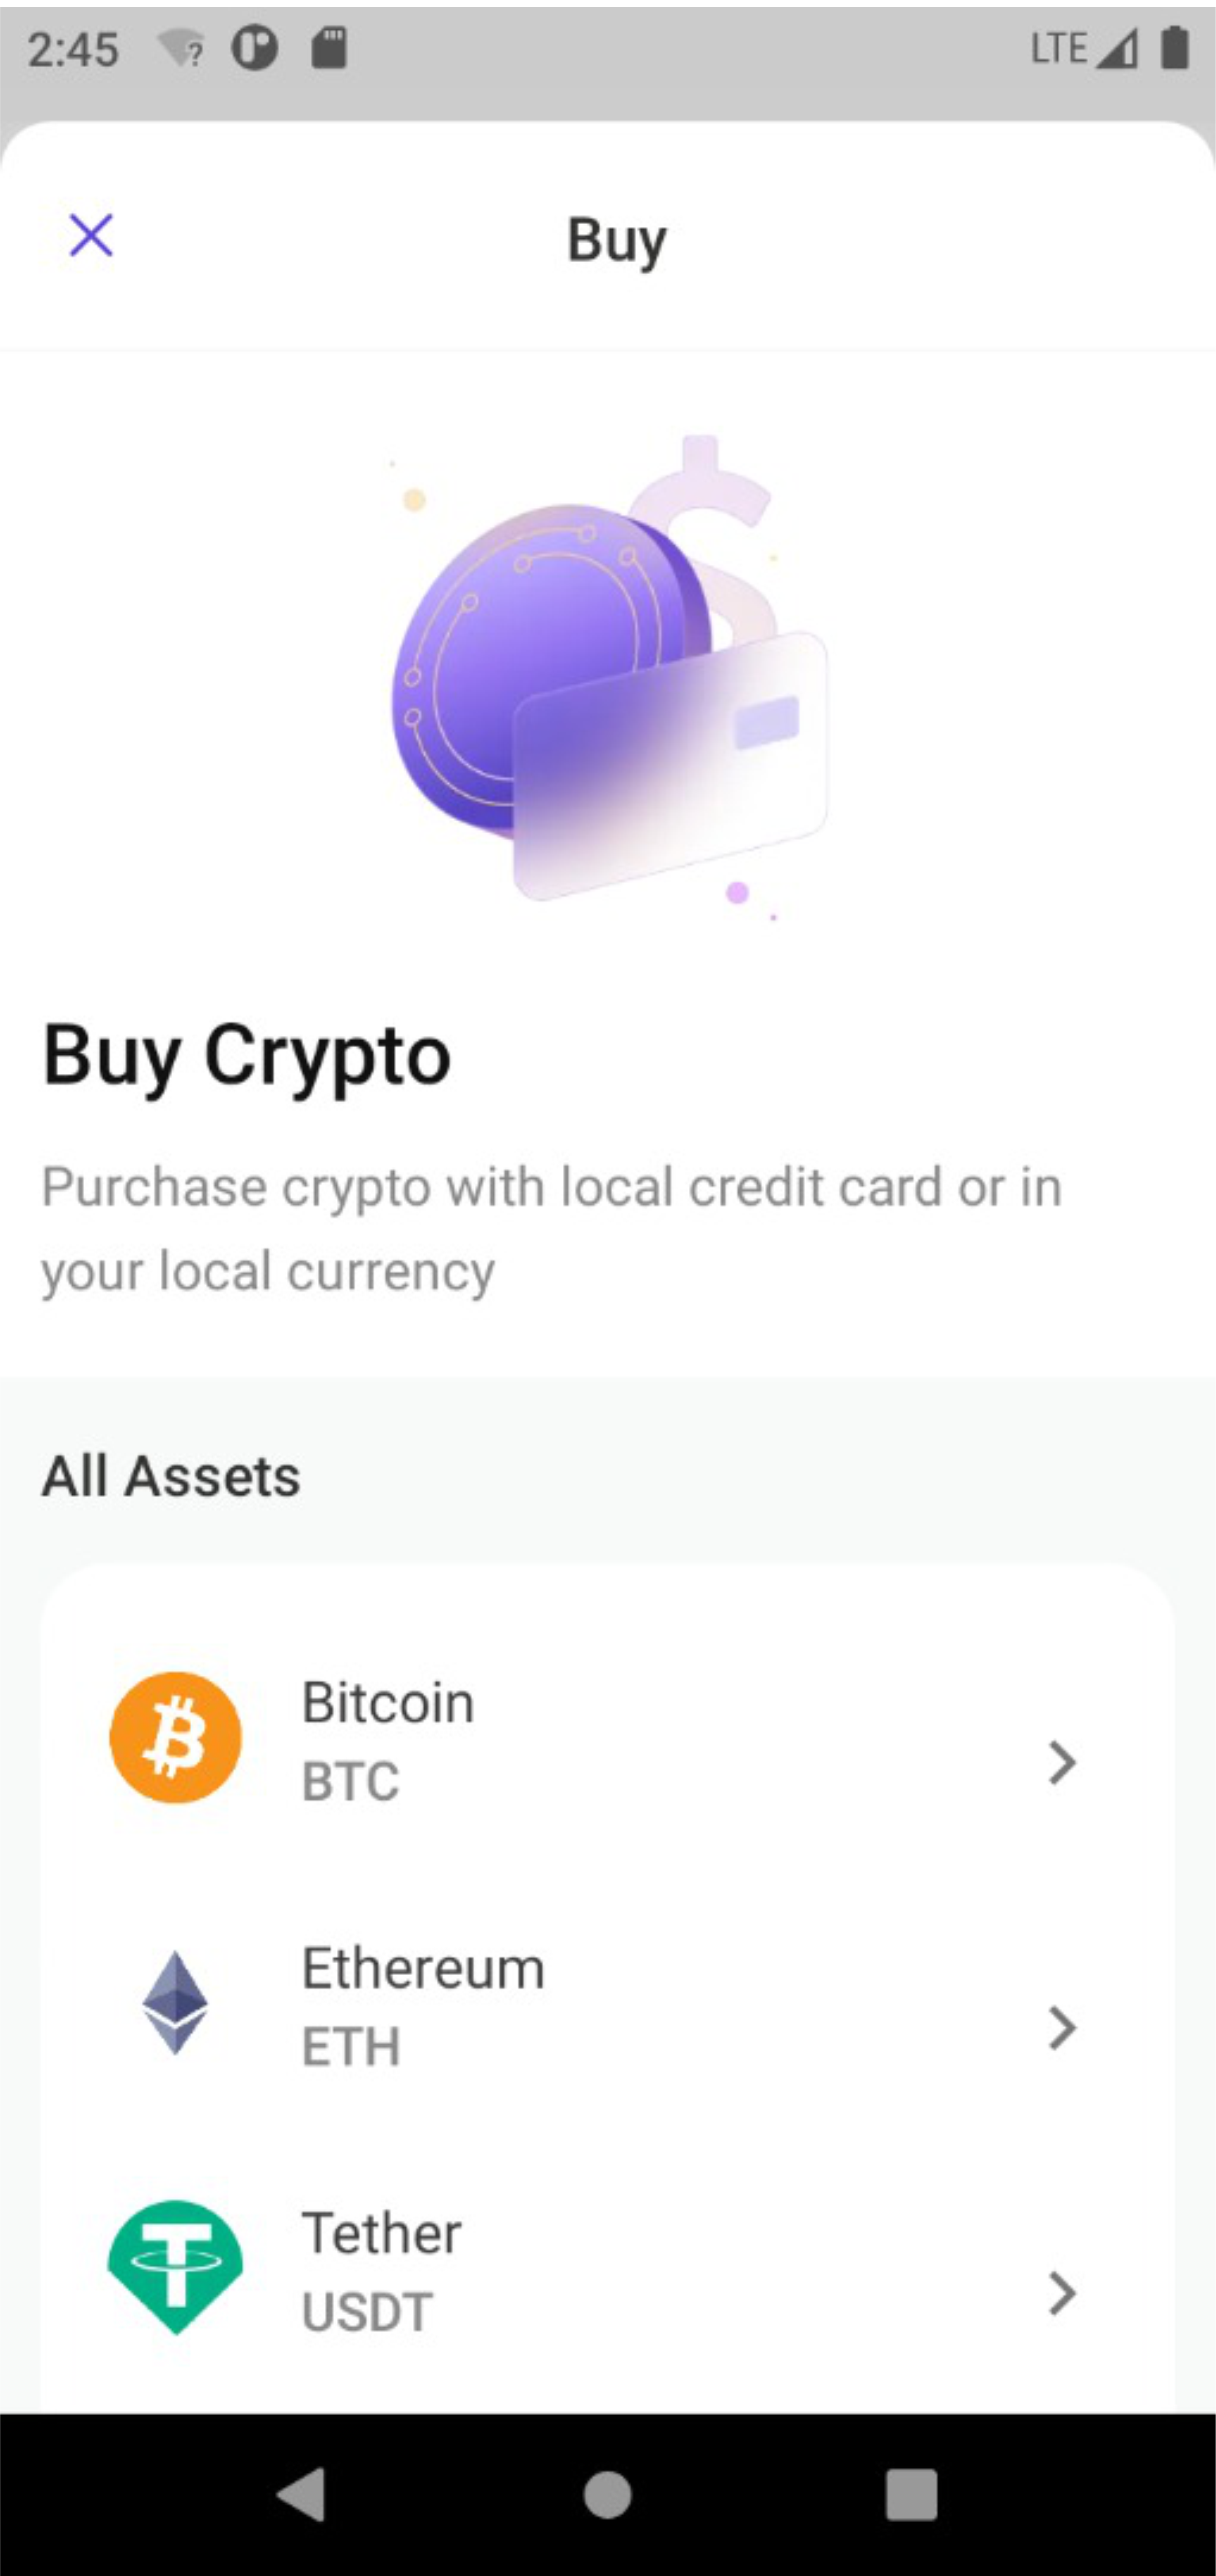 2:45
LTE
Buy
Buy Crypto
Purchase crypto with local credit card or in
your local currency
All Assets
Bitcoin
BTC
Ethereum
ETH
Tether
USDT